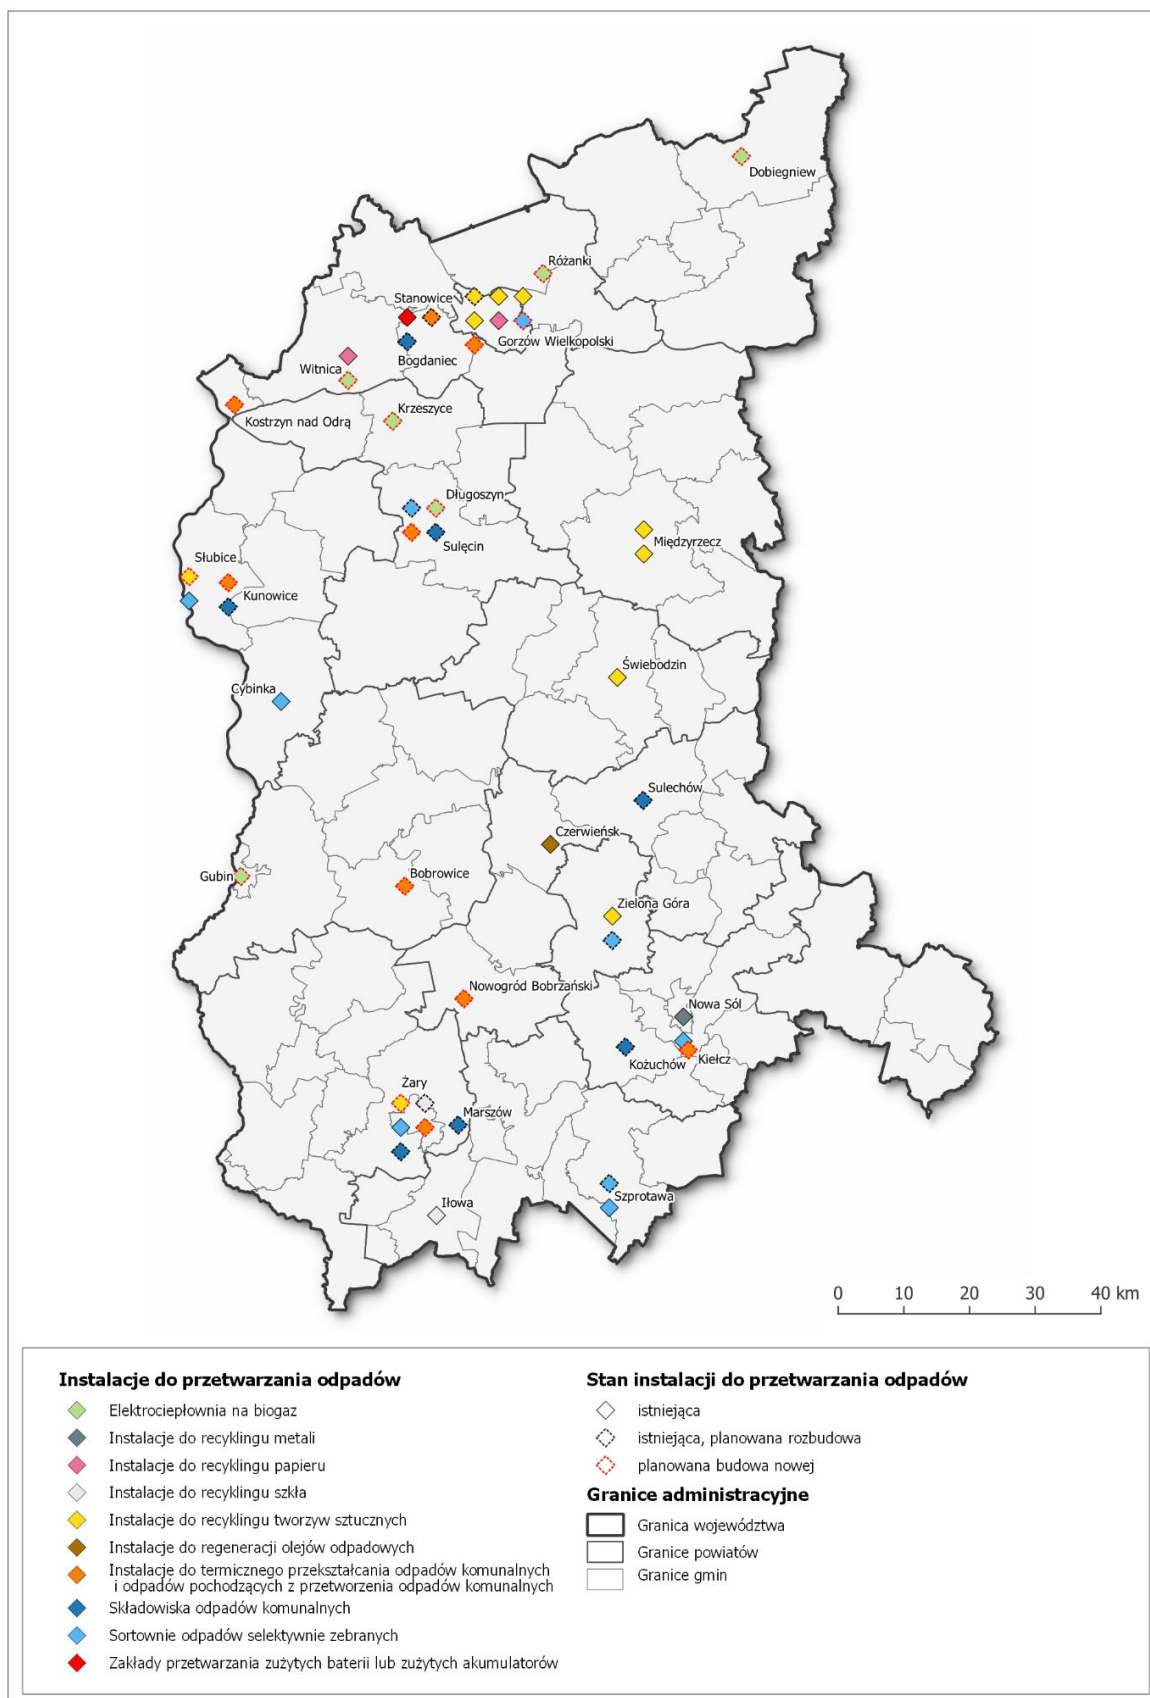 Dobiegniew
Różanki
Stanowice
Gorzów Wielkopolski
Bogdaniec
Witnica
Krzeszyce
Kostrzyn nad Odrą
Długoszyn
Sulęcin
Międzyrzecz
Słubice
Kunowice
Świebodzin
Cybinka
Sulechów
Czerwieńsk
Gubin
Bobrowice
Zielona Góra
Nowogród Bobrzański
Nowa Sól
Kożuchów
Kiełcz
Żary
Marszów
Szprotawa
Iłowa
0 10 20 30 40 km
Instalacje do przetwarzania odpadów
Elektrociepłownia na biogaz
Instalacje do recyklingu metali
Instalacje do recyklingu papieru
Instalacje do recyklingu szkła
Instalacje do recyklingu tworzyw sztucznych
Instalacje do regeneracji olejów odpadowych
Instalacje do termicznego przekształcania odpadów komunalnych
i odpadów pochodzących z przetworzenia odpadów komunalnych
Składowiska odpadów komunalnych
Sortownie odpadów selektywnie zebranych
Zakłady przetwarzania zużytych baterii lub zużytych akumulatorów
Stan instalacji do przetwarzania odpadów
istniejąca
istniejąca, planowana rozbudowa
planowana budowa nowej
Granice administracyjne
Granica województwa
Granice powiatów
Granice gmin